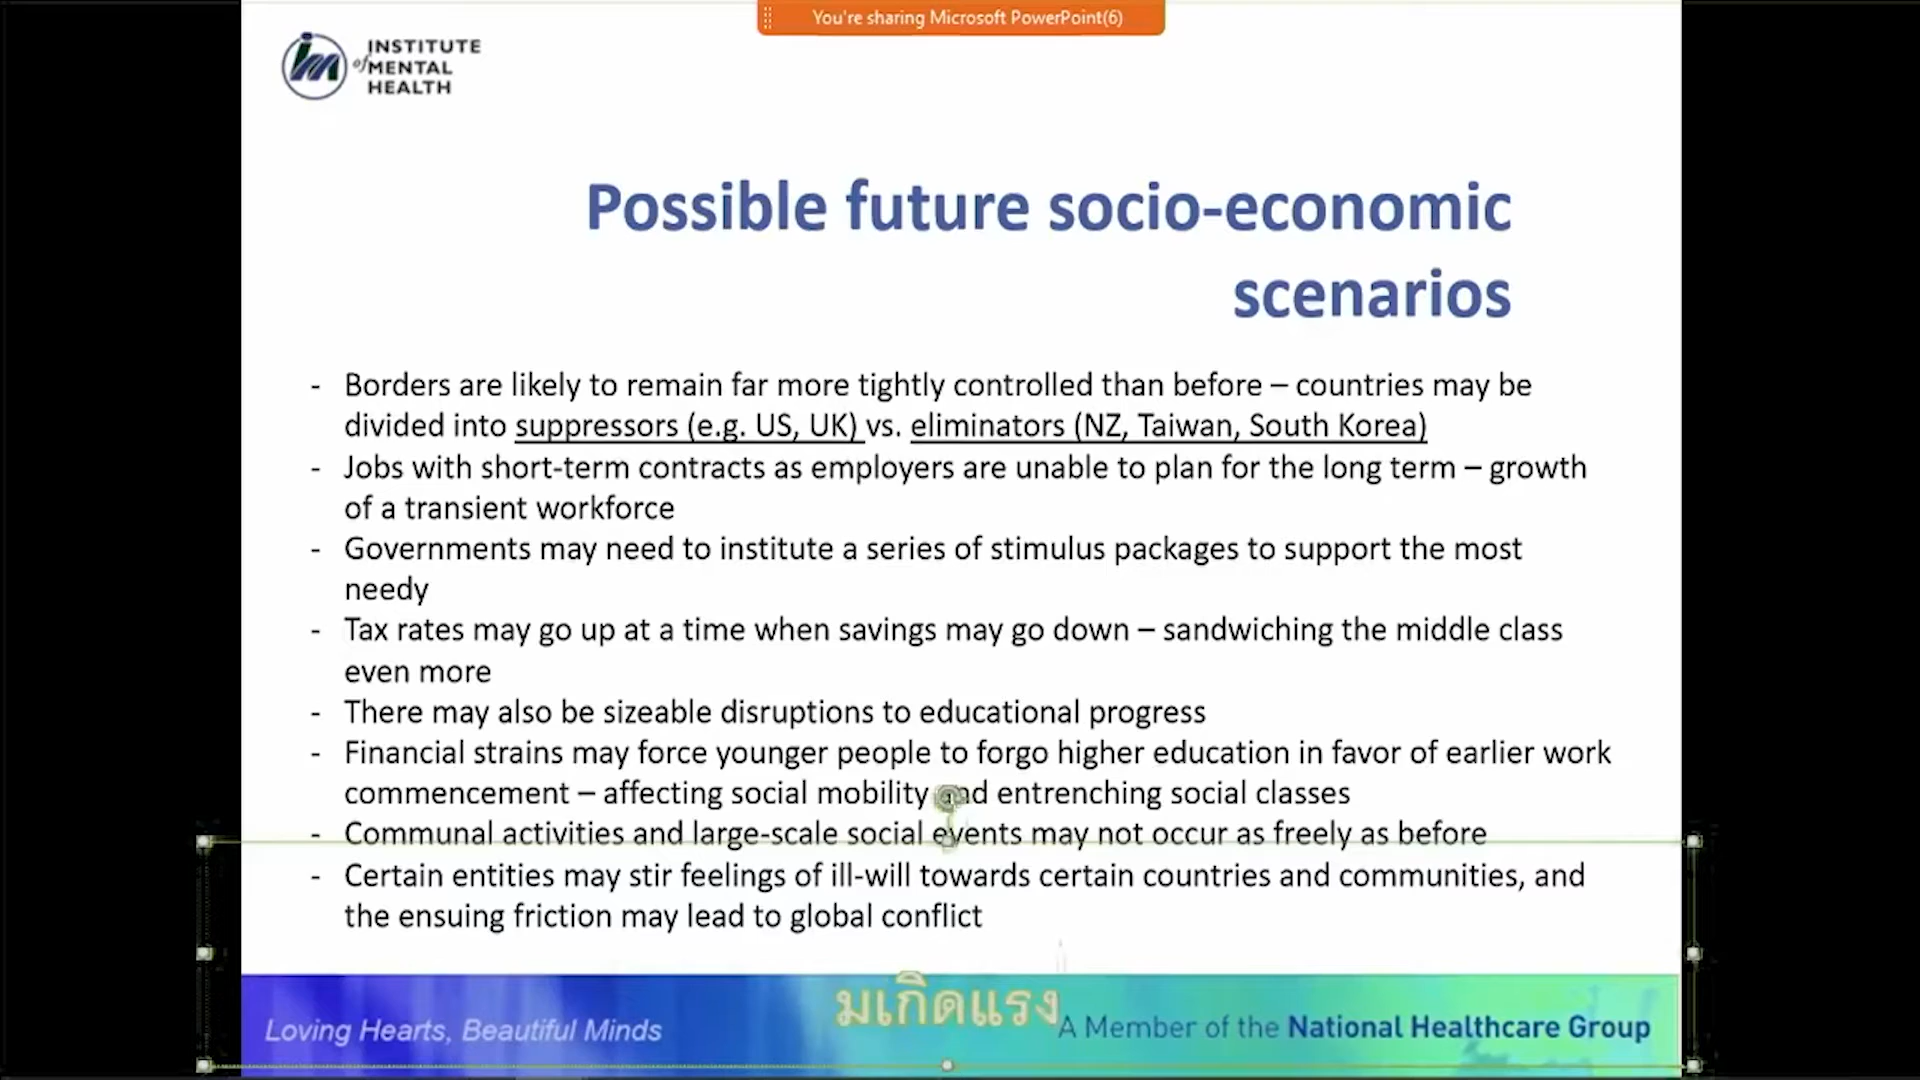 You're sharing Microsoft PowerPoint(6)
INSTITUTE
of MENTAL
HEALTH
Possible future socio-economic
scenarios
- Borders are likely to remain far more tightly controlled than before – countries may be
divided into suppressors (e.g. US, UK) vs. eliminators (NZ, Taiwan, South Korea)
- Jobs with short-term contracts as employers are unable to plan for the long term – growth
of a transient workforce
- Governments may need to institute a series of stimulus packages to support the most
needy
- Tax rates may go up at a time when savings may go down – sandwiching the middle class
even more
- There may also be sizeable disruptions to educational progress
- Financial strains may force younger people to forgo higher education in favor of earlier work
commencement – affecting social mobility and entrenching social classes
- Communal activities and large-scale social events may not occur as freely as before
- Certain entities may stir feelings of ill-will towards certain countries and communities, and
the ensuing friction may lead to global conflict
มเกิดแรง
Loving Hearts, Beautiful Minds
A Member of the National Healthcare Group